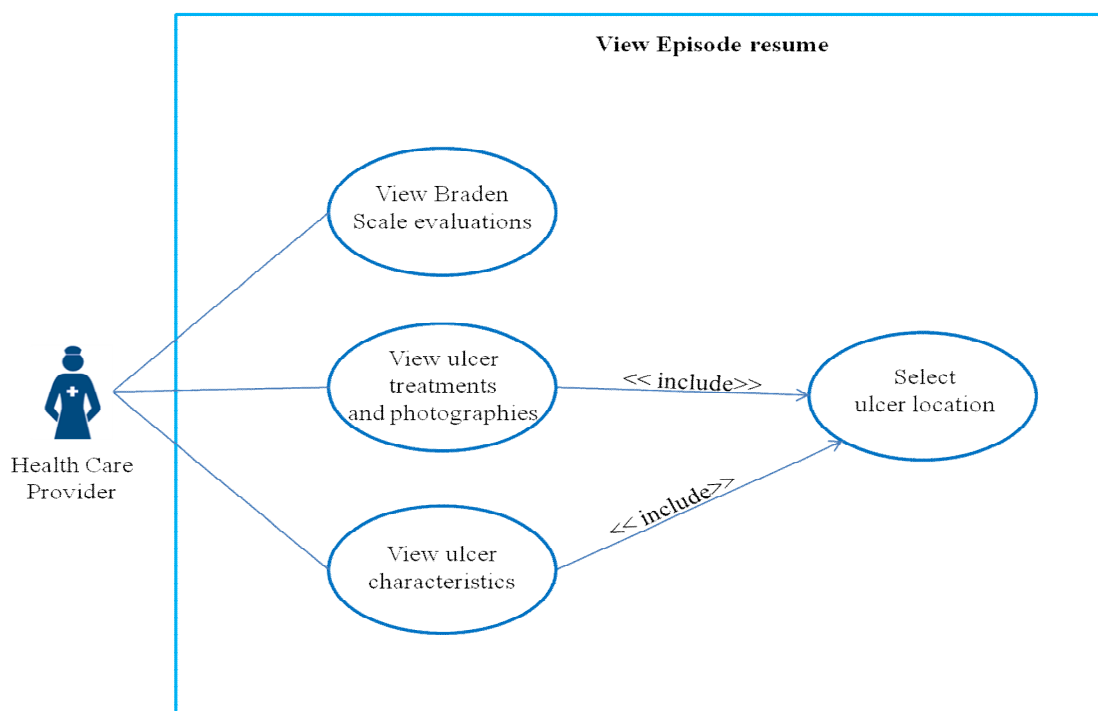 View Episode resume
View Braden
Scale evaluations
View ulcer
treatments
and photographies
<< include>>
Select
ulcer location
Health Care
Provider
<< include>>
View ulcer
characteristics